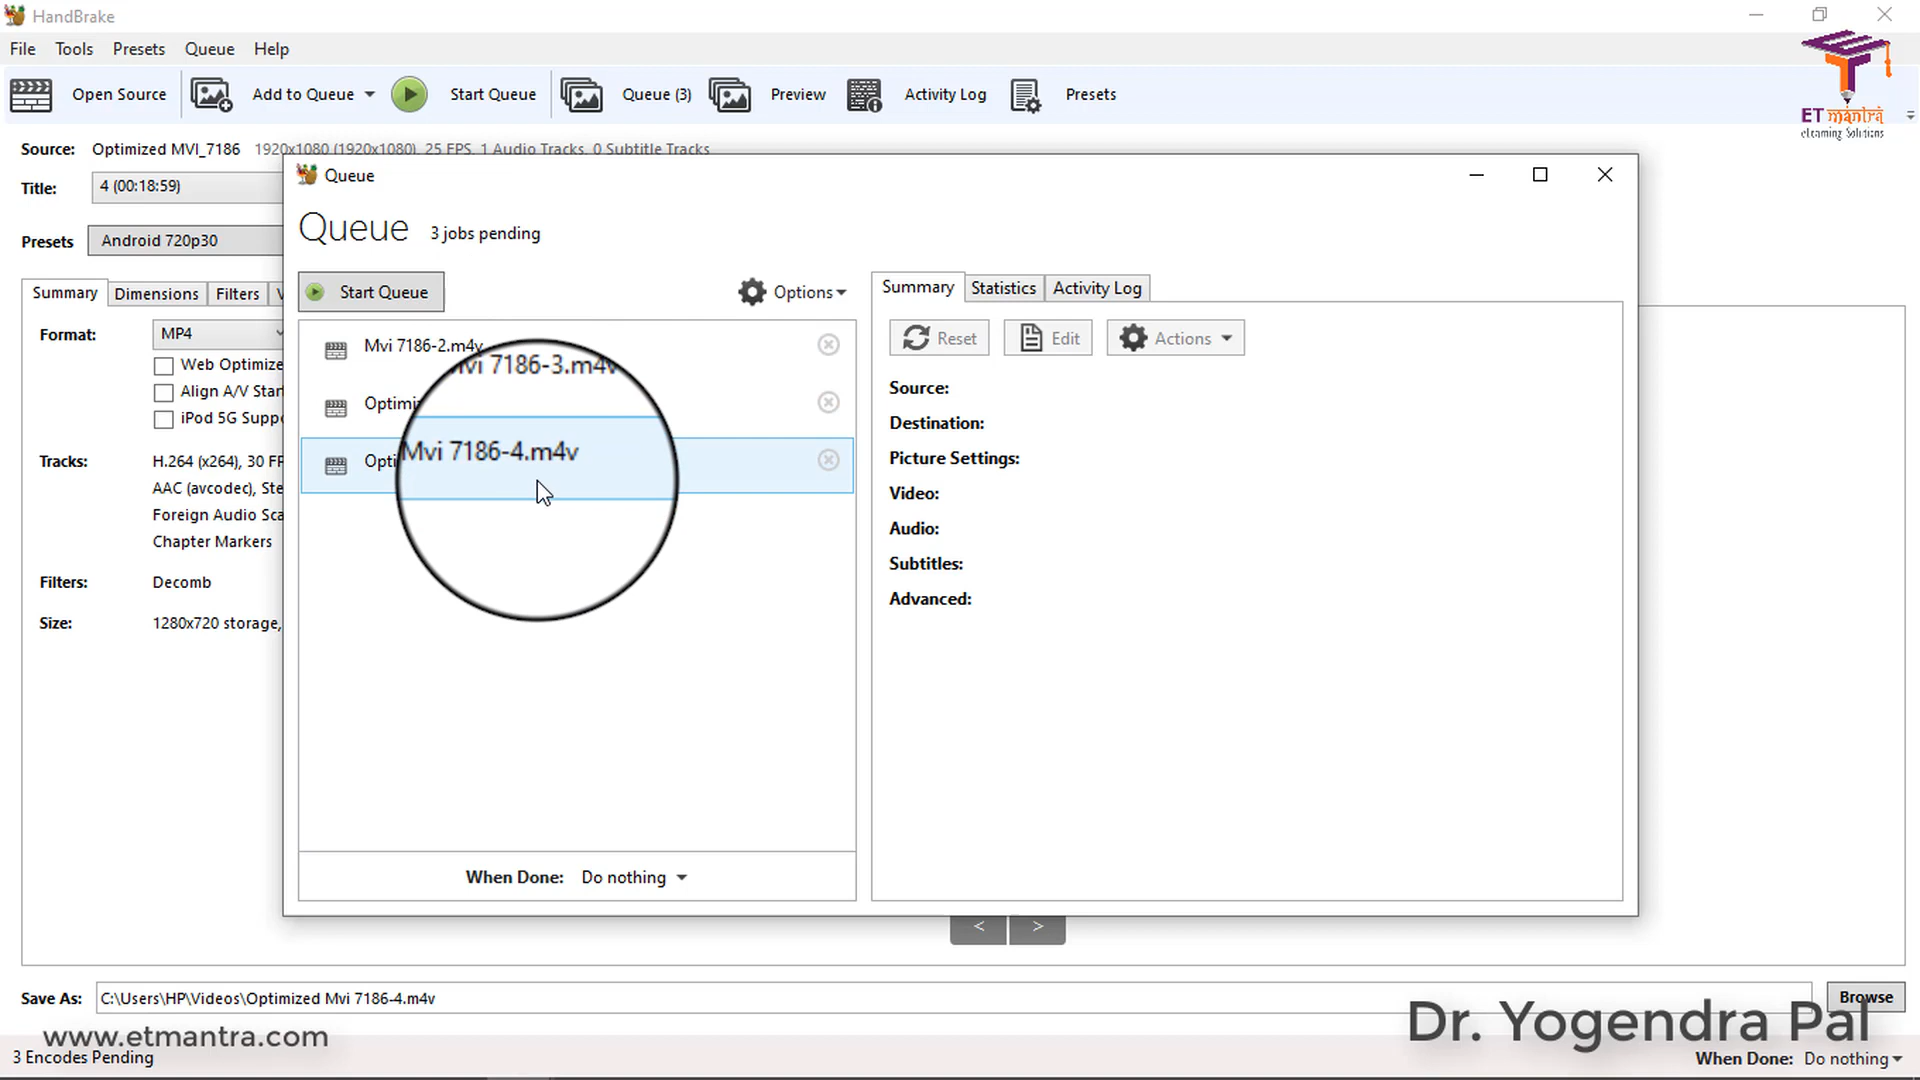 HandBrake
File Tools Presets Queue Help
Open Source Add to Queue Start Queue Queue (3) Preview Activity Log Presets
ET mantra
eLearning Solutions
Source: Optimized MVI_7186 1920x1080 (1920x1080), 25 FPS, 1 Audio Tracks, 0 Subtitle Tracks
Title: 4 (00:18:59)
Presets Android 720p30
Summary Dimensions Filters
Format: MP4
Web Optimize
Align A/V Star
iPod 5G Suppo
Tracks: H.264 (x264), 30 FP
AAC (avcodec), Ste
Foreign Audio Sca
Chapter Markers
Filters: Decomb
Size: 1280x720 storage,
Queue
Queue 3 jobs pending
Start Queue Options
Mvi 7186-2.m4v
Mvi 7186-3.m4v
Optimi
Opti Mvi 7186-4.m4v
When Done: Do nothing
Summary Statistics Activity Log
Reset Edit Actions
Source:
Destination:
Picture Settings:
Video:
Audio:
Subtitles:
Advanced:
< >
Save As: C:\Users\HP\Videos\Optimized Mvi 7186-4.m4v Browse
www.etmantra.com
Dr. Yogendra Pal
3 Encodes Pending When Done: Do nothing